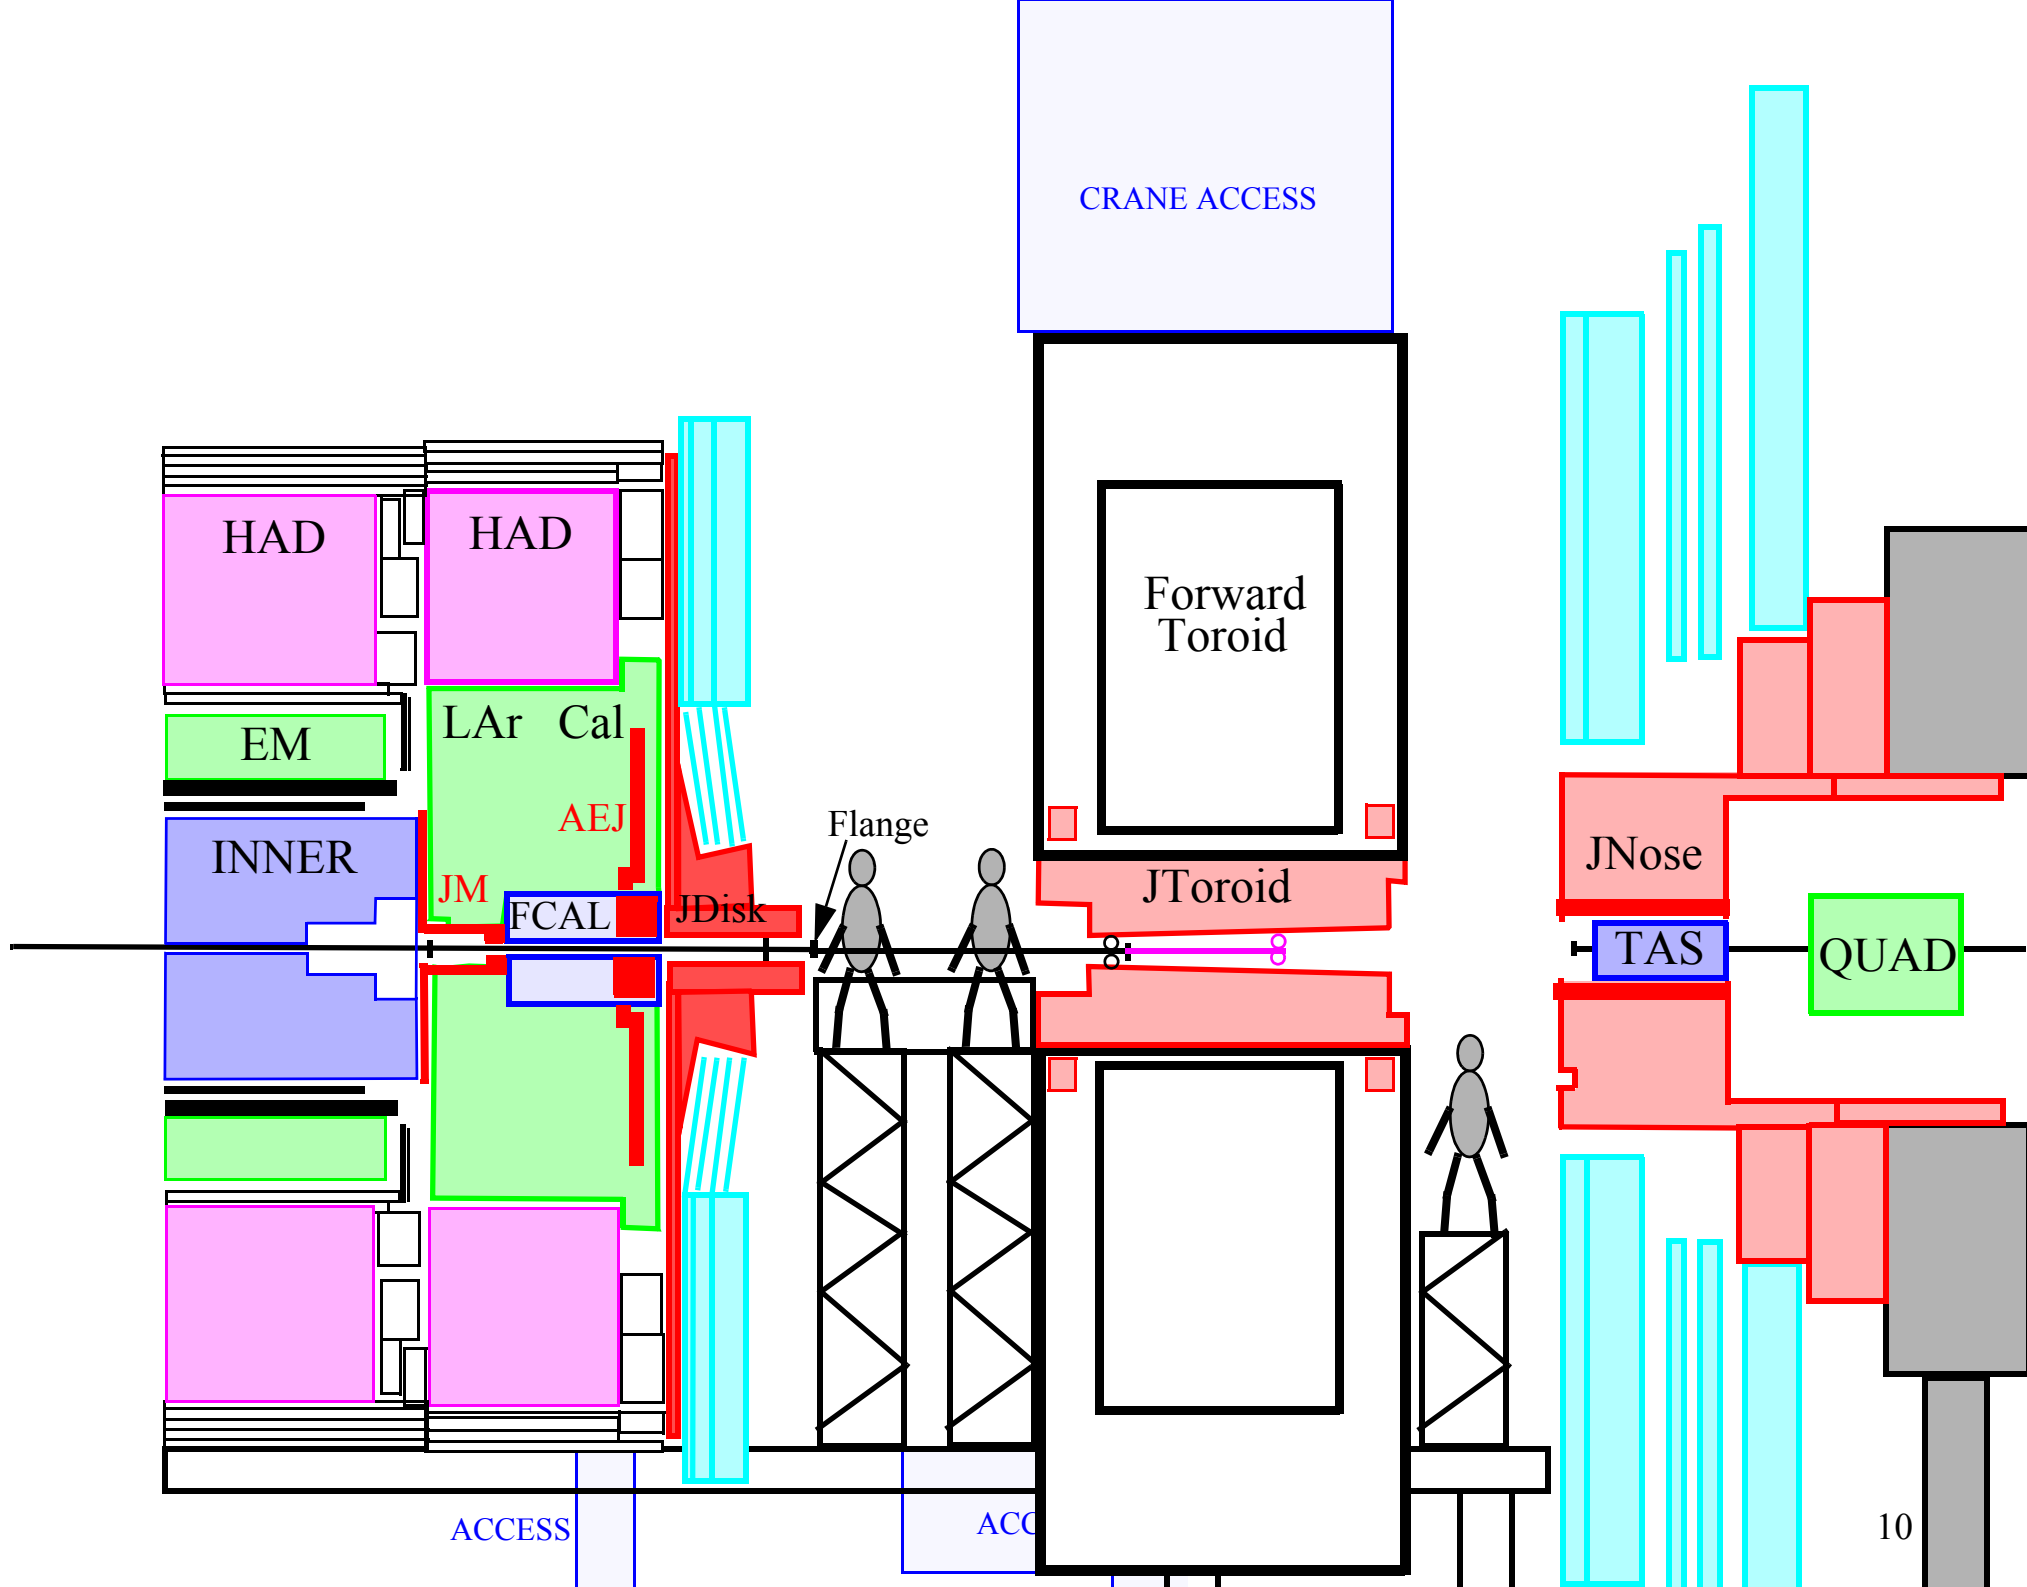 CRANE ACCESS
HAD
HAD
Forward
Toroid
LAr Cal
EM
AEJ
Flange
INNER
JM
JNose
JToroid
FCAL
JDisk
TAS
QUAD
ACCESS
ACC
10